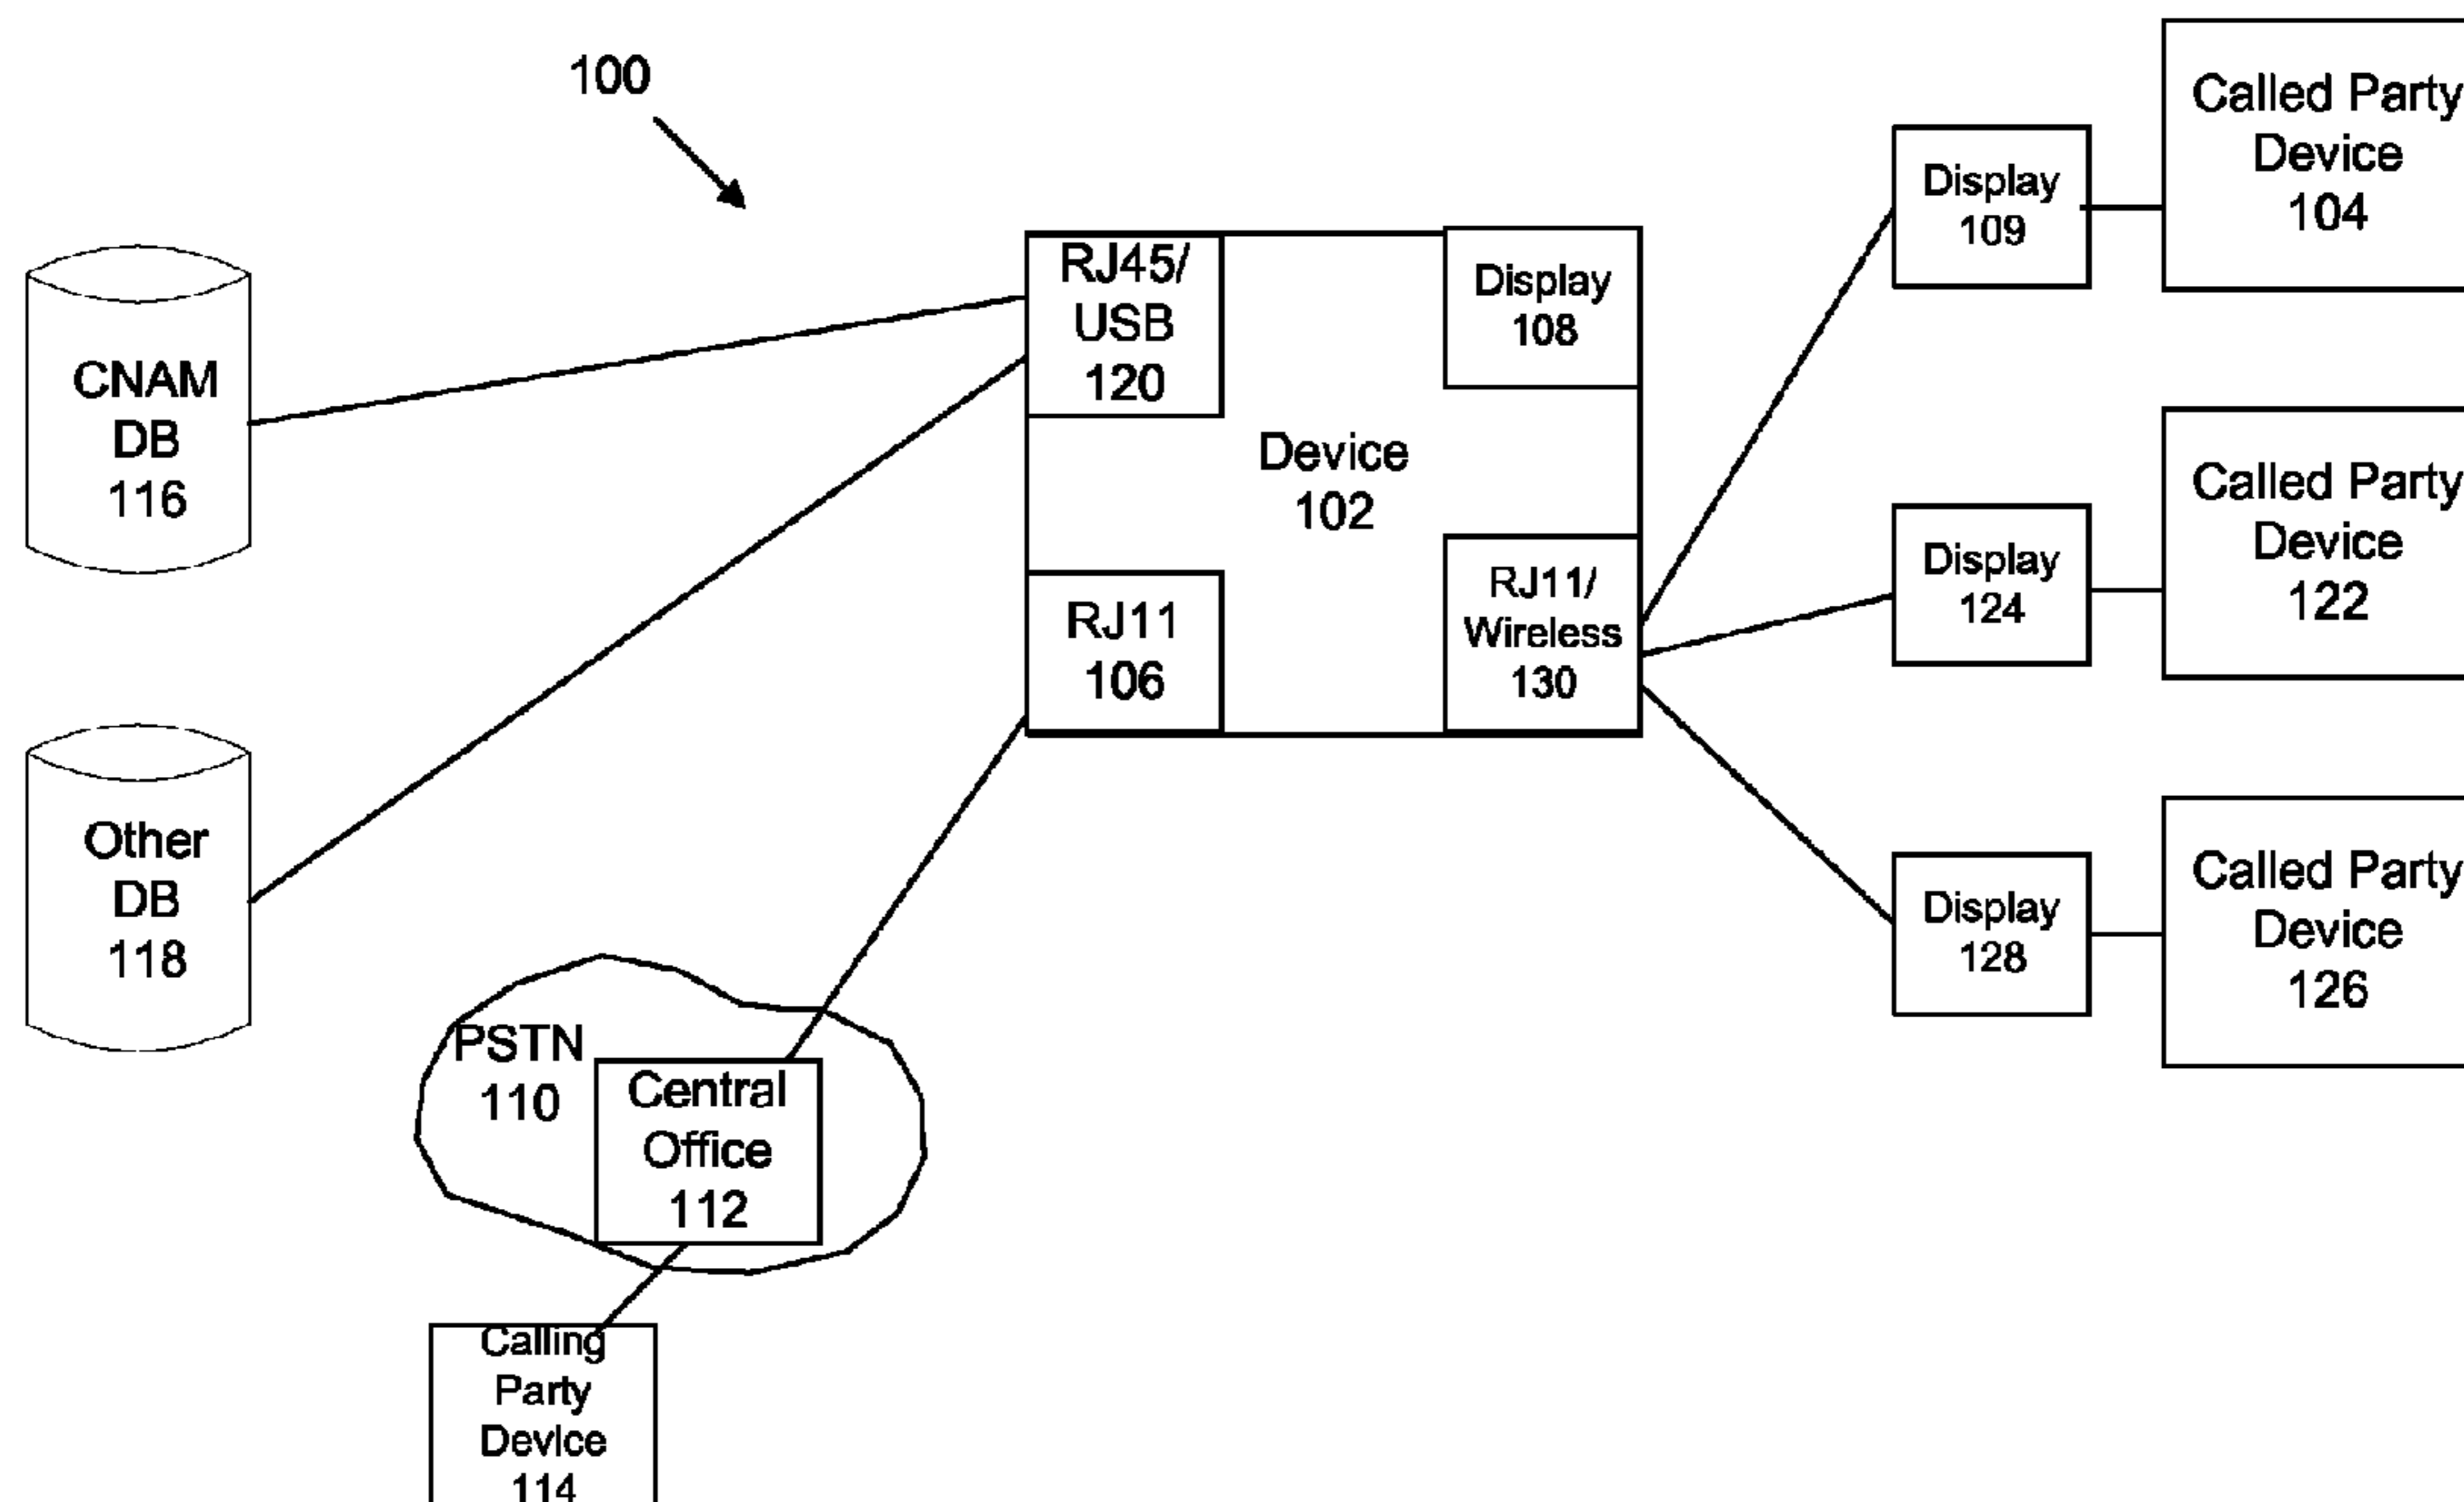 100
CNAM
DB
116
Other
DB
118
RJ45/
USB
120
Display
108
Device
102
RJ11
106
RJ11/
Wireless
130
Display
109
Called Party
Device
104
Display
124
Called Party
Device
122
Display
128
Called Party
Device
126
PSTN
110
Central
Office
112
Calling
Party
Device
114